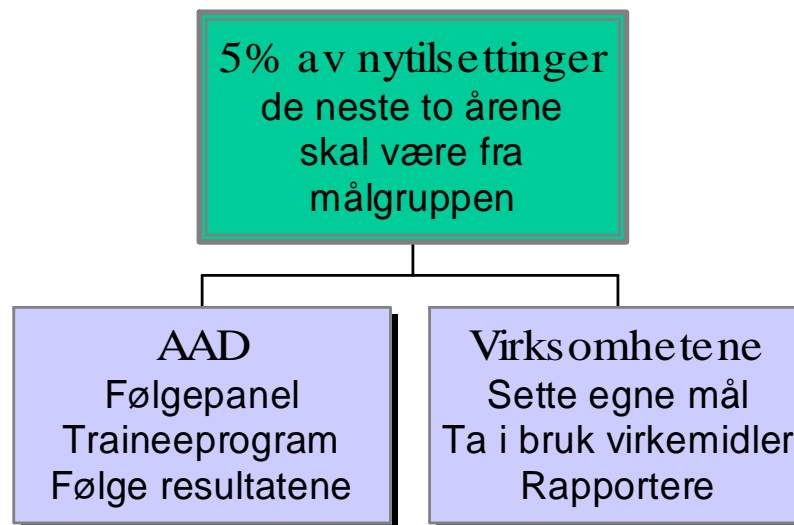 5% av nytilsettinger
de neste to årene
skal være fra
målgruppen
AAD
Følgepanel
Traineeprogram
Følge resultatene
Virksomhetene
Sette egne mål
Ta i bruk virkemidler
Rapportere